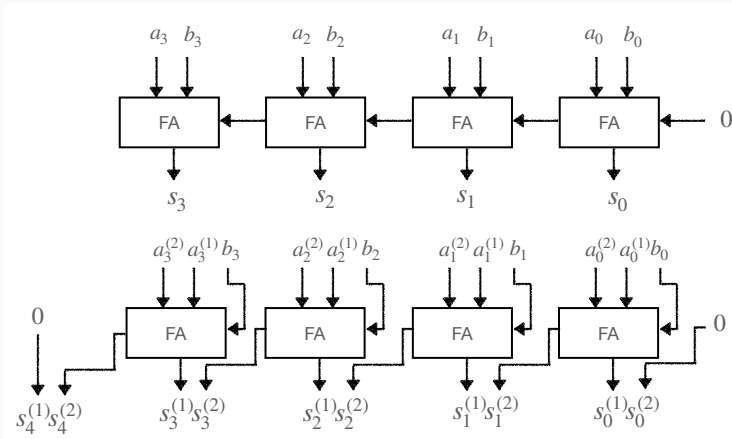 a₃ b₃ a₂ b₂ a₁ b₁ a₀ b₀
FA FA FA FA 0
s₃ s₂ s₁ s₀
a₃⁽²⁾ a₃⁽¹⁾ b₃ a₂⁽²⁾ a₂⁽¹⁾ b₂ a₁⁽²⁾ a₁⁽¹⁾ b₁ a₀⁽²⁾ a₀⁽¹⁾ b₀
0 FA FA FA FA 0
s₄⁽¹⁾ s₄⁽²⁾ s₃⁽¹⁾ s₃⁽²⁾ s₂⁽¹⁾ s₂⁽²⁾ s₁⁽¹⁾ s₁⁽²⁾ s₀⁽¹⁾ s₀⁽²⁾